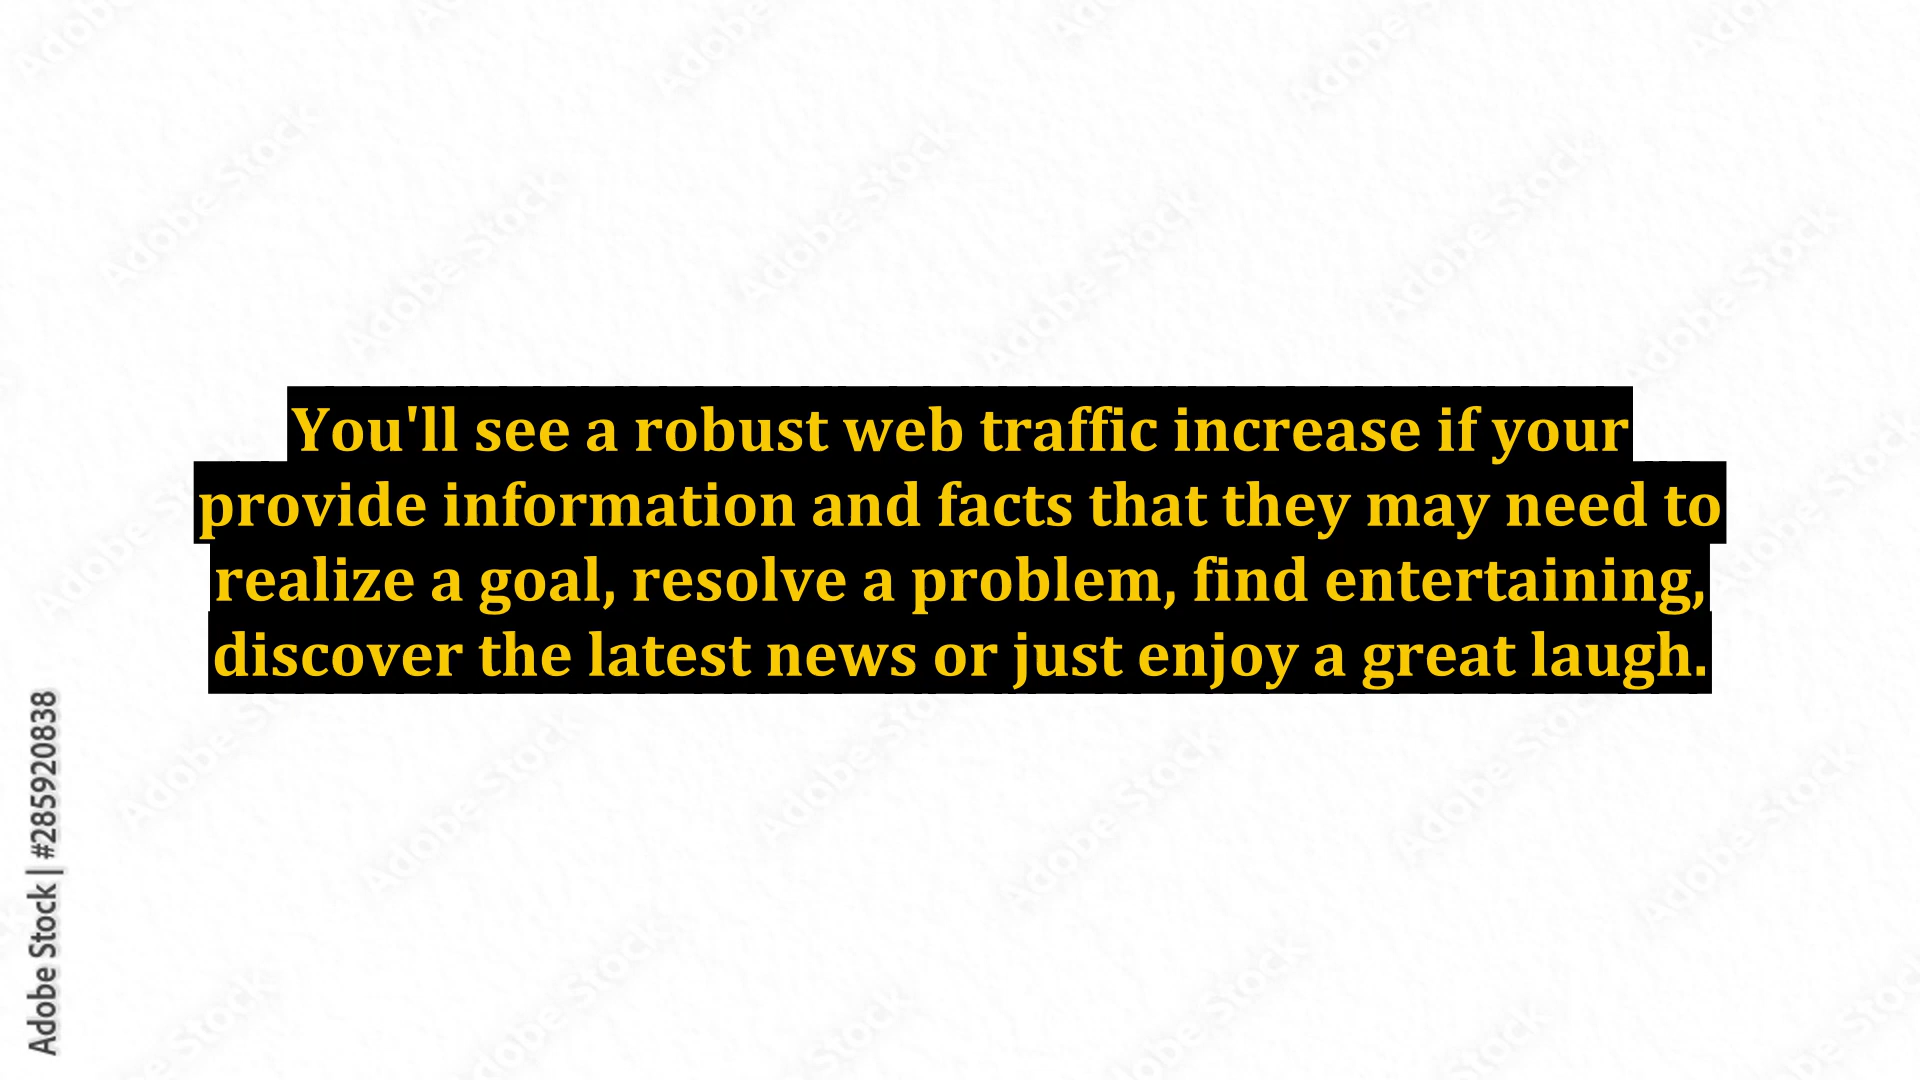 You'll see a robust web traffic increase if your
provide information and facts that they may need to
realize a goal, resolve a problem, find entertaining,
discover the latest news or just enjoy a great laugh.
Adobe Stock | #285920838